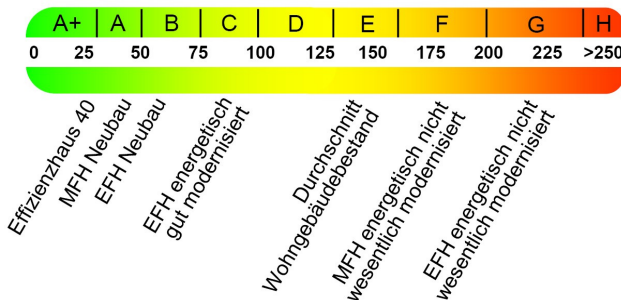 A+ A B C D E F G H
0 25 50 75 100 125 150 175 200 225 >250
Effizienzhaus 40
MFH Neubau
EFH Neubau
EFH energetisch
gut modernisiert
Durchschnitt
Wohngebäudebestand
MFH energetisch nicht
wesentlich modernisiert
EFH energetisch nicht
wesentlich modernisiert